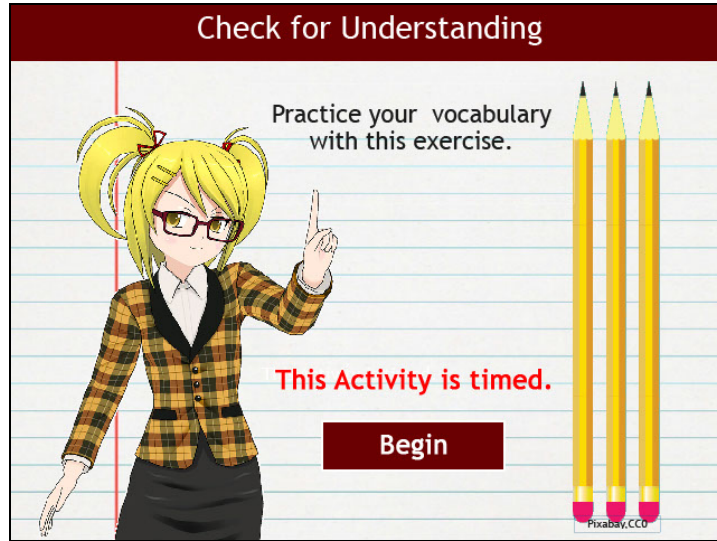 Check for Understanding
Practice your vocabulary
with this exercise.
This Activity is timed.
Begin
Pixabay,CC0